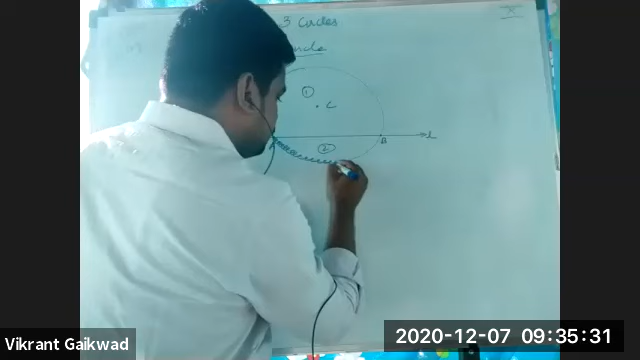 3 Circles
X
①
C
B
l
②
Vikrant Gaikwad
2020-12-07 09:35:31